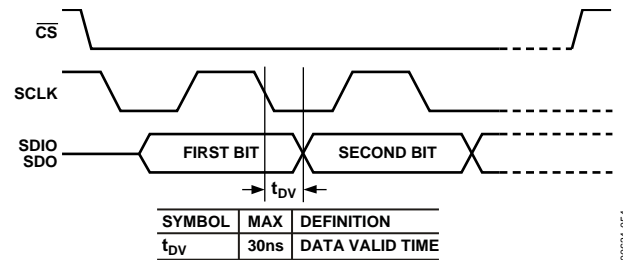 CS
SCLK
SDIO
SDO
FIRST BIT
SECOND BIT
tDV
SYMBOL MAX DEFINITION
tDV 30ns DATA VALID TIME